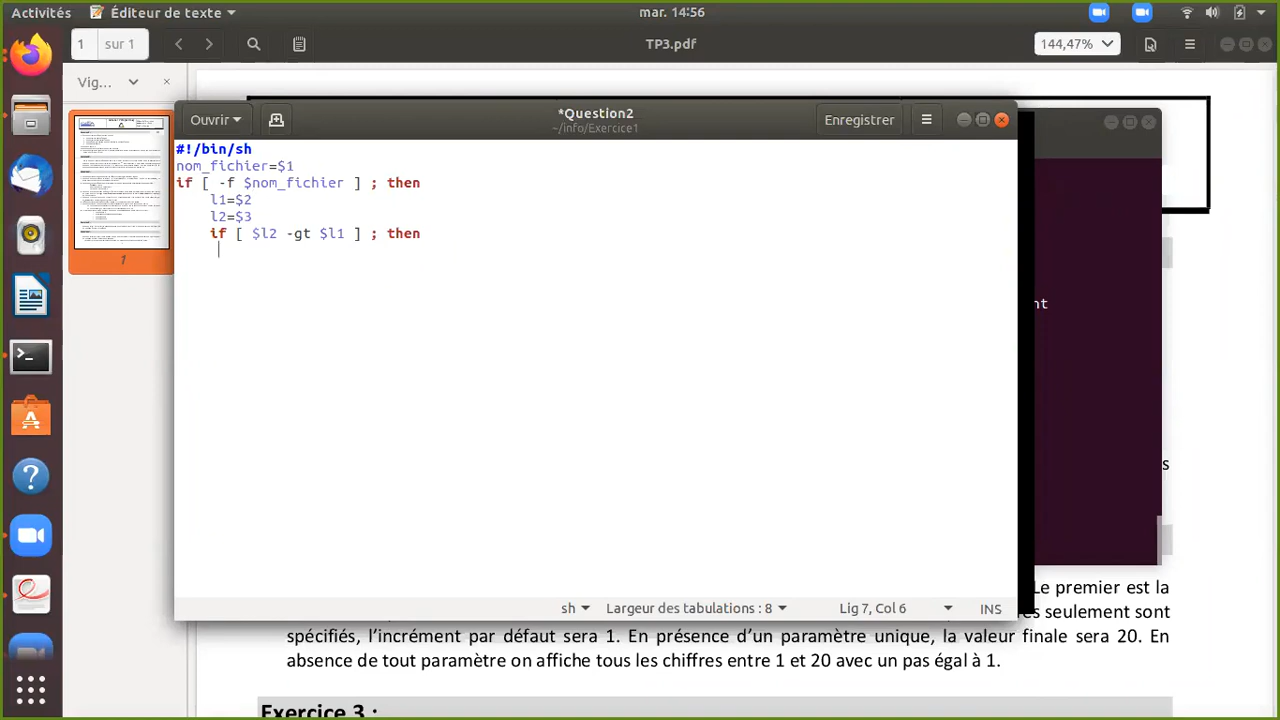 Activités
Éditeur de texte
mar. 14:56
1
sur 1
TP3.pdf
144,47%
Vig...
×
1
Ouvrir
*Question2
~/info/Exercice1
Enregistrer
#!/bin/sh
nom_fichier=$1
if [ -f $nom_fichier ] ; then
l1=$2
l2=$3
if [ $l2 -gt $l1 ] ; then
nt
s
sh
Largeur des tabulations : 8
Lig 7, Col 6
INS
Le premier est la
es seulement sont
spécifiés, l’incrément par défaut sera 1. En présence d’un paramètre unique, la valeur finale sera 20. En
absence de tout paramètre on affiche tous les chiffres entre 1 et 20 avec un pas égal à 1.
Exercice 3 :